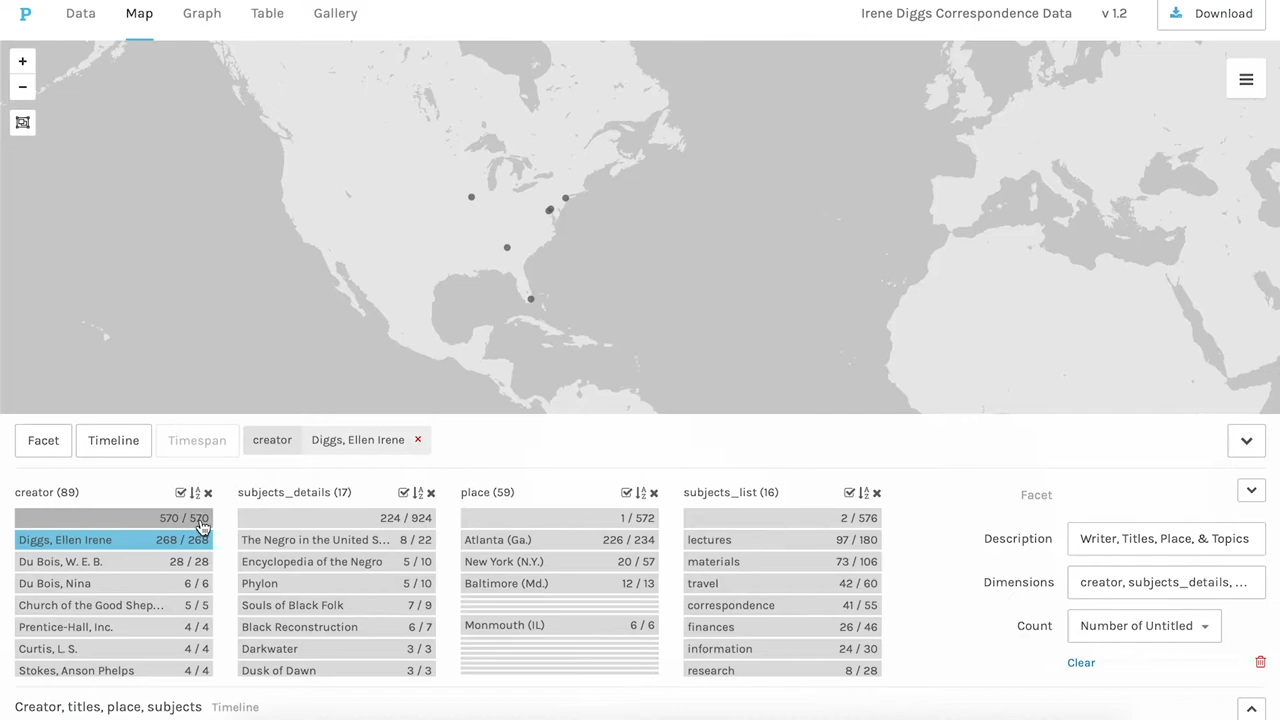 P Data Map Graph Table Gallery Irene Diggs Correspondence Data v 1.2 Download
+
−
Facet Timeline Timespan creator Diggs, Ellen Irene ×
creator (89) subjects_details (17) place (59) subjects_list (16) Facet
570 / 570 224 / 924 1 / 572 2 / 576
Diggs, Ellen Irene 268 / 268 The Negro in the United S... 8 / 22 Atlanta (Ga.) 226 / 234 lectures 97 / 180 Description Writer, Titles, Place, & Topics
Du Bois, W. E. B. 28 / 28 Encyclopedia of the Negro 5 / 10 New York (N.Y.) 20 / 57 materials 73 / 106
Du Bois, Nina 6 / 6 Phylon 5 / 10 Baltimore (Md.) 12 / 13 travel 42 / 60 Dimensions creator, subjects_details, ...
Church of the Good Shep... 5 / 5 Souls of Black Folk 7 / 9 correspondence 41 / 55
Prentice-Hall, Inc. 4 / 4 Black Reconstruction 6 / 7 Monmouth (IL) 6 / 6 finances 26 / 46 Count Number of Untitled
Curtis, L. S. 4 / 4 Darkwater 3 / 3 information 24 / 30
Stokes, Anson Phelps 4 / 4 Dusk of Dawn 3 / 3 research 8 / 28 Clear
Creator, titles, place, subjects Timeline